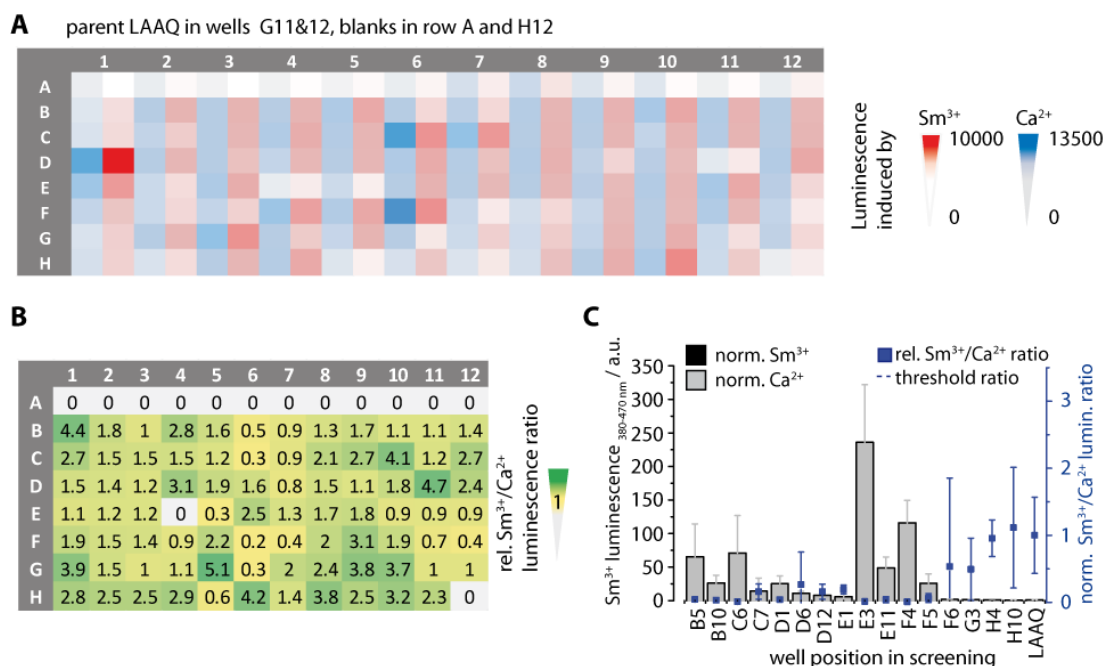 A parent LAAQ in wells G11&12, blanks in row A and H12
1 2 3 4 5 6 7 8 9 10 11 12
A
B
C
D
E
F
G
H
Luminescence induced by
Sm³⁺ Ca²⁺
10000 13500
0 0
B
1 2 3 4 5 6 7 8 9 10 11 12
A 0 0 0 0 0 0 0 0 0 0 0 0
B 4.4 1.8 1 2.8 1.6 0.5 0.9 1.3 1.7 1.1 1.1 1.4
C 2.7 1.5 1.5 1.5 1.2 0.3 0.9 2.1 2.7 4.1 1.2 2.7
D 1.5 1.4 1.2 3.1 1.9 1.6 0.8 1.5 1.1 1.8 4.7 2.4
E 1.1 1.2 1.2 0 0.3 2.5 1.3 1.7 1.8 0.9 0.9 0.9
F 1.9 1.5 1.4 0.9 2.2 0.2 0.4 2 3.1 1.9 0.7 0.4
G 3.9 1.5 1 1.1 5.1 0.3 2 2.4 3.8 3.7 1 1
H 2.8 2.5 2.5 2.9 0.6 4.2 1.4 3.8 2.5 3.2 2.3 0
rel. Sm³⁺/Ca²⁺
luminescence ratio
1
C
norm. Sm³⁺
norm. Ca²⁺
rel. Sm³⁺/Ca²⁺ ratio
threshold ratio
Sm³⁺ luminescence 380-470 nm / a.u.
350
300
250
200
150
100
50
0
3
2
1
0
norm. Sm³⁺/Ca²⁺ lumin. ratio
B5 B10 C6 C7 D1 D6 D12 E1 E3 E11 F4 F5 F6 G3 H4 H10 LAAQ
well position in screening